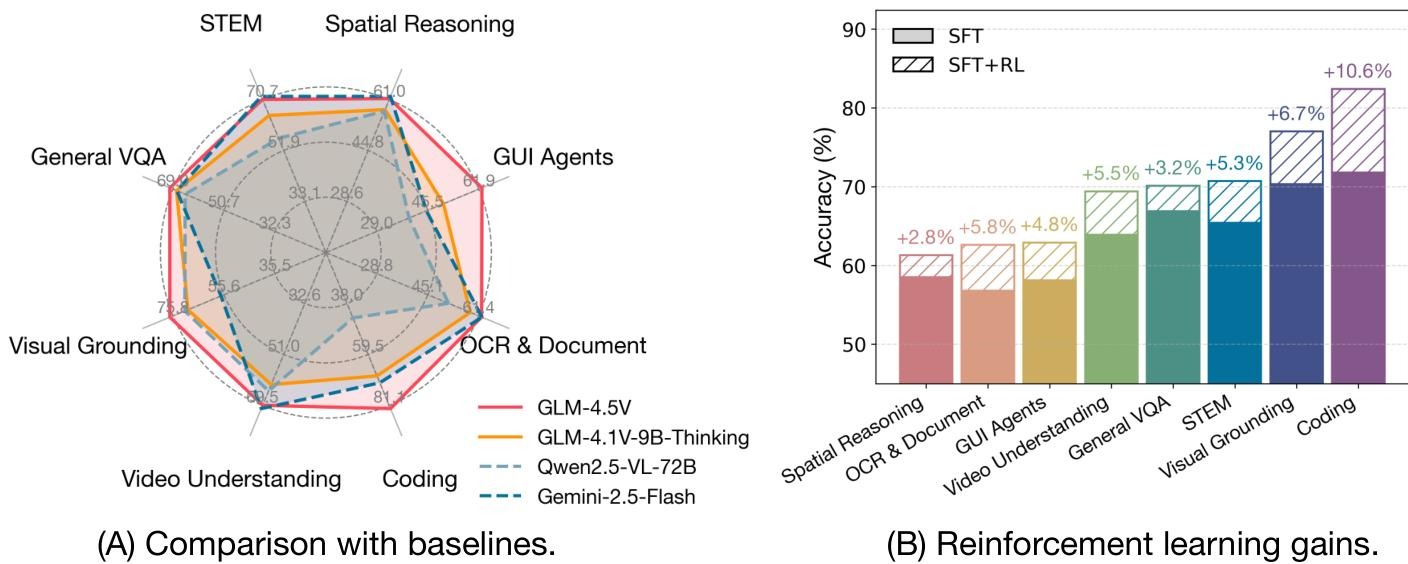 STEM
Spatial Reasoning
70.7
61.0
51.9
44.8
General VQA
GUI Agents
61.9
50.7
45.5
33.1
28.6
32.3
29.0
35.5
28.8
55.6
45.1
32.6
38.0
75.8
61.4
Visual Grounding
OCR & Document
51.0
59.5
69.5
81.1
Video Understanding
Coding
GLM-4.5V
GLM-4.1V-9B-Thinking
Qwen2.5-VL-72B
Gemini-2.5-Flash
(A) Comparison with baselines.
SFT
SFT+RL
Accuracy (%)
90
80
70
60
50
+2.8%
+5.8%
+4.8%
+5.5%
+3.2%
+5.3%
+6.7%
+10.6%
Spatial Reasoning
OCR & Document
GUI Agents
Video Understanding
General VQA
STEM
Visual Grounding
Coding
(B) Reinforcement learning gains.